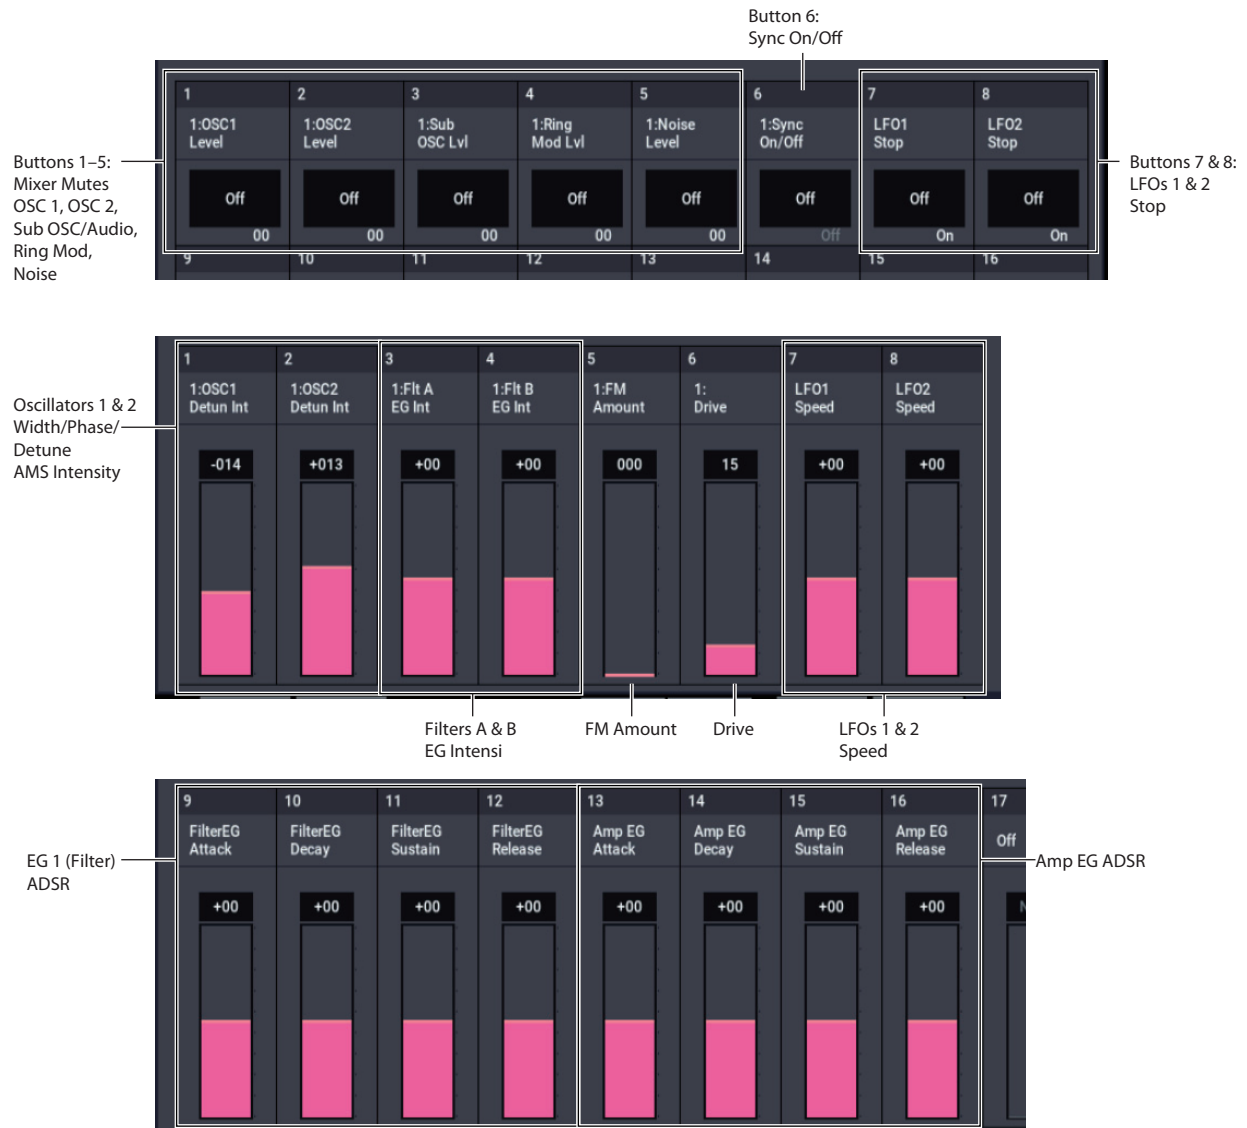 Button 6:
Sync On/Off
1 2 3 4 5 6 7 8
1:OSC1 1:OSC2 1:Sub 1:Ring 1:Noise 1:Sync LFO1 LFO2
Level Level OSC Lvl Mod Lvl Level On/Off Stop Stop
Off Off Off Off Off Off Off Off
00 00 00 00 00 Off On On
9 10 11 12 13 14 15 16
Buttons 1–5:
Mixer Mutes
OSC 1, OSC 2,
Sub OSC/Audio,
Ring Mod,
Noise
Buttons 7 & 8:
LFOs 1 & 2
Stop
1 2 3 4 5 6 7 8
1:OSC1 1:OSC2 1:Flt A 1:Flt B 1:FM 1: LFO1 LFO2
Detun Int Detun Int EG Int EG Int Amount Drive Speed Speed
-014 +013 +00 +00 000 15 +00 +00
Oscillators 1 & 2
Width/Phase/
Detune
AMS Intensity
Filters A & B
EG Intensi
FM Amount
Drive
LFOs 1 & 2
Speed
9 10 11 12 13 14 15 16 17
FilterEG FilterEG FilterEG FilterEG Amp EG Amp EG Amp EG Amp EG Off
Attack Decay Sustain Release Attack Decay Sustain Release
+00 +00 +00 +00 +00 +00 +00 +00
EG 1 (Filter)
ADSR
Amp EG ADSR